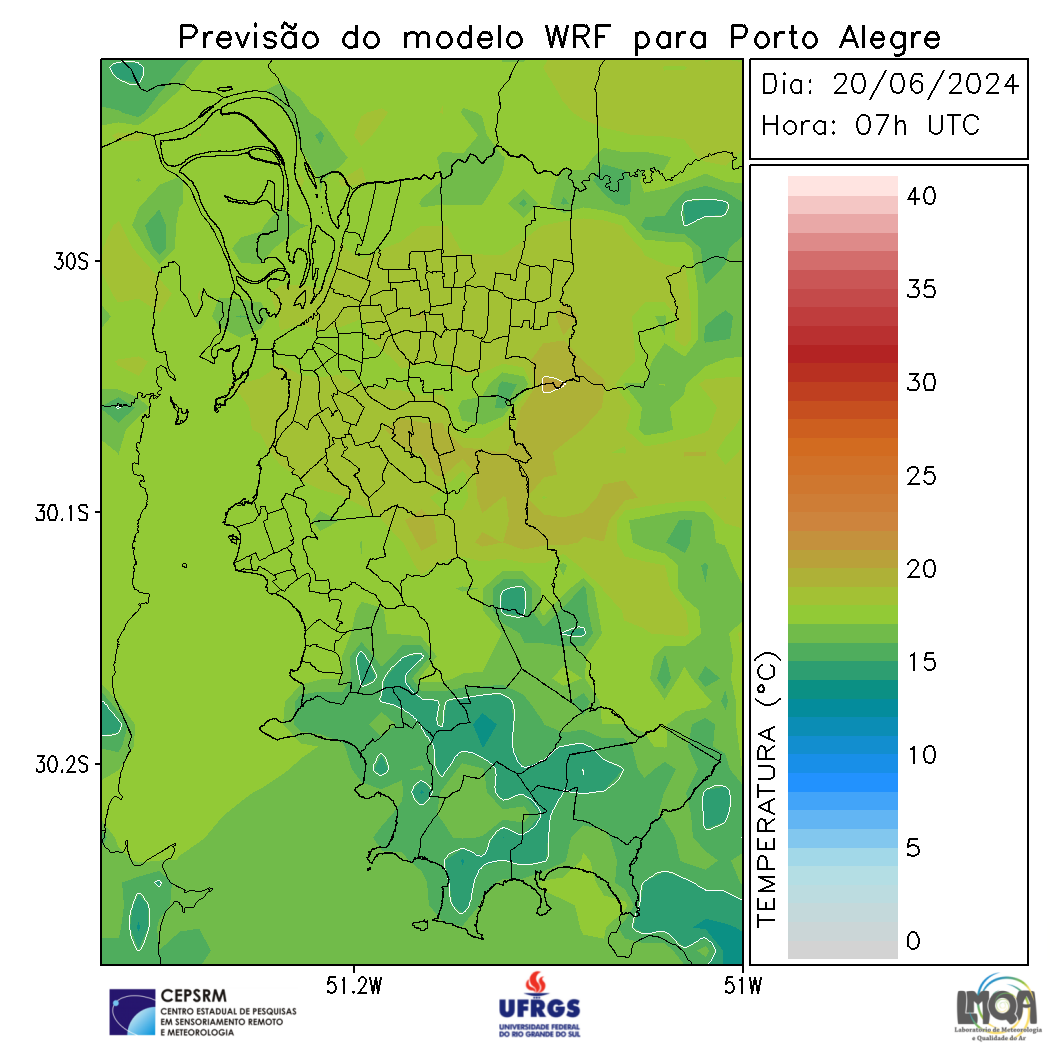 Previsão do modelo WRF para Porto Alegre
Dia: 20/06/2024
Hora: 07h UTC
30S
30.1S
30.2S
51.2W
51W
TEMPERATURA (°C)
40
35
30
25
20
15
10
5
0
CEPSRM
CENTRO ESTADUAL DE PESQUISAS
EM SENSORIAMENTO REMOTO
E METEOROLOGIA
UFRGS
UNIVERSIDADE FEDERAL
DO RIO GRANDE DO SUL
LMQA
Laboratório de Meteorologia
e Qualidade do Ar